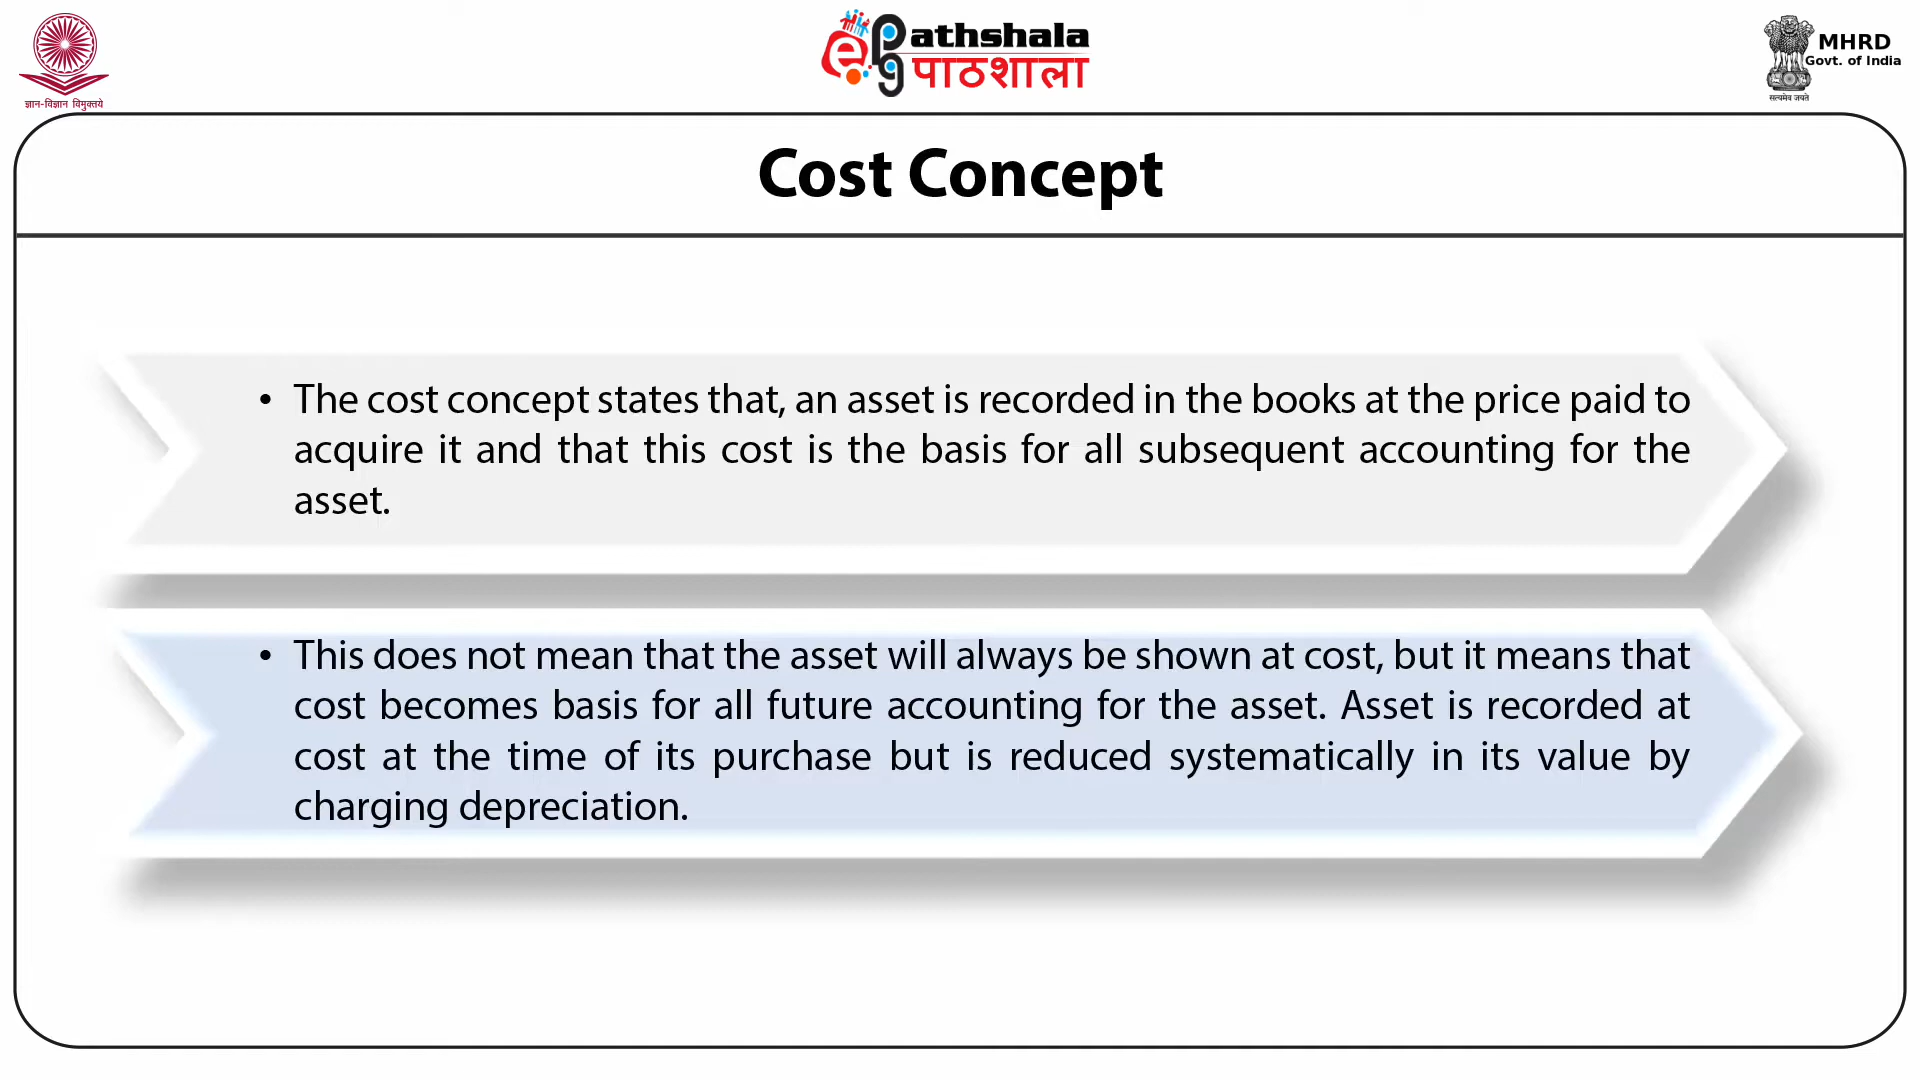 ज्ञान-विज्ञान विमुक्तये
ePg
athshala
पाठशाला
MHRD
Govt. of India
सत्यमेव जयते
Cost Concept
• The cost concept states that, an asset is recorded in the books at the price paid to
acquire it and that this cost is the basis for all subsequent accounting for the
asset.
• This does not mean that the asset will always be shown at cost, but it means that
cost becomes basis for all future accounting for the asset. Asset is recorded at
cost at the time of its purchase but is reduced systematically in its value by
charging depreciation.